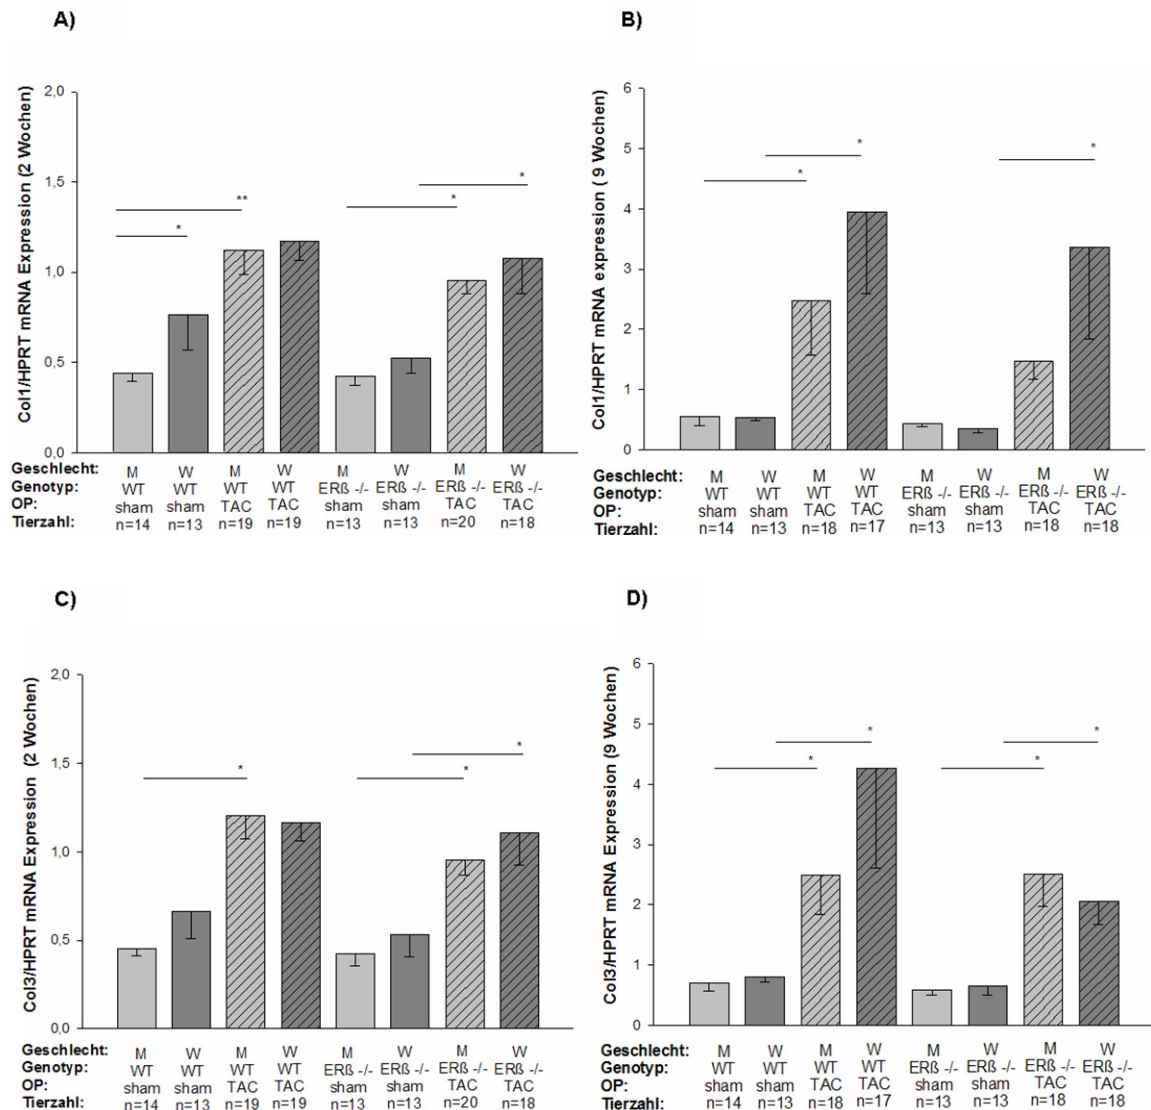 A)
Col1/HPRT mRNA Expression (2 Wochen)
2,0
1,5
1,0
0,5
0,0
*
**
*
*
Geschlecht: M W M W M W M W
Genotyp: WT WT WT WT ERß -/- ERß -/- ERß -/- ERß -/-
OP: sham sham TAC TAC sham sham TAC TAC
Tierzahl: n=14 n=13 n=19 n=19 n=13 n=13 n=20 n=18
B)
Col1/HPRT mRNA expression ( 9 Wochen)
6
5
4
3
2
1
0
*
*
*
Geschlecht: M W M W M W M W
Genotyp: WT WT WT WT ERß -/- ERß -/- ERß -/- ERß -/-
OP: sham sham TAC TAC sham sham TAC TAC
Tierzahl: n=14 n=13 n=18 n=17 n=13 n=13 n=18 n=18
C)
Col3/HPRT mRNA Expression (2 Wochen)
2,0
1,5
1,0
0,5
0,0
*
*
*
Geschlecht: M W M W M W M W
Genotyp: WT WT WT WT ERß -/- ERß -/- ERß -/- ERß -/-
OP: sham sham TAC TAC sham sham TAC TAC
Tierzahl: n=14 n=13 n=19 n=19 n=13 n=13 n=20 n=18
D)
Col3/HPRT mRNA Expression (9 Wochen)
6
5
4
3
2
1
0
*
*
*
*
Geschlecht: M W M W M W M W
Genotyp: WT WT WT WT ERß -/- ERß -/- ERß -/- ERß -/-
OP: sham sham TAC TAC sham sham TAC TAC
Tierzahl: n=14 n=13 n=18 n=17 n=13 n=13 n=18 n=18